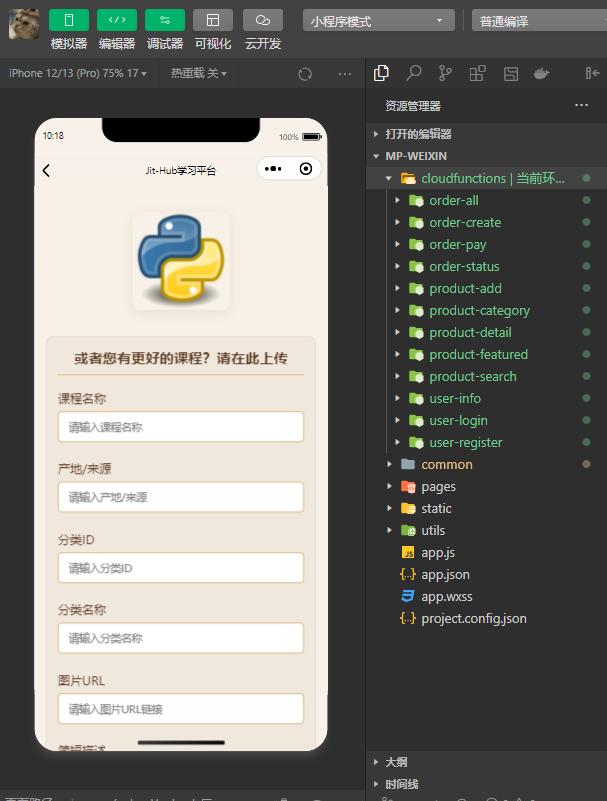 模拟器 编辑器 调试器 可视化 云开发
小程序模式
普通编译
iPhone 12/13 (Pro) 75% 17
热重载 关
资源管理器
打开的编辑器
MP-WEIXIN
cloudfunctions | 当前环...
order-all
order-create
order-pay
order-status
product-add
product-category
product-detail
product-featured
product-search
user-info
user-login
user-register
common
pages
static
utils
app.js
app.json
app.wxss
project.config.json
大纲
时间线
10:18
100%
Jit-Hub学习平台
或者您有更好的课程？请在此上传
课程名称
请输入课程名称
产地/来源
请输入产地/来源
分类ID
请输入分类ID
分类名称
请输入分类名称
图片URL
请输入图片URL链接